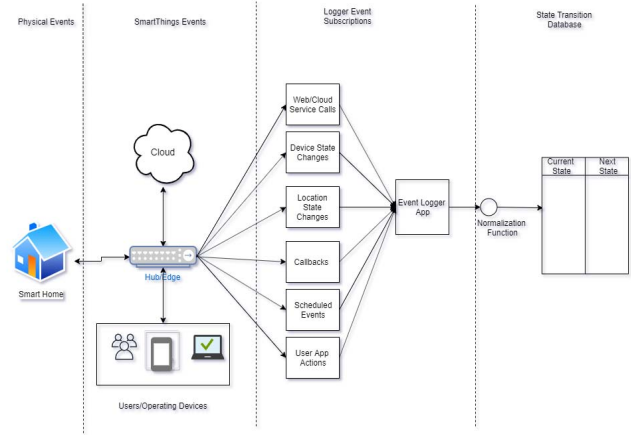 Physical Events
SmartThings Events
Logger Event
Subscriptions
State Transition
Database
Web/Cloud
Service Calls
Cloud
Device State
Changes
Current
State
Next
State
Location
State
Changes
Event Logger
App
Normalization
Function
Callbacks
Hub/Edge
Smart Home
Scheduled
Events
User App
Actions
Users/Operating Devices